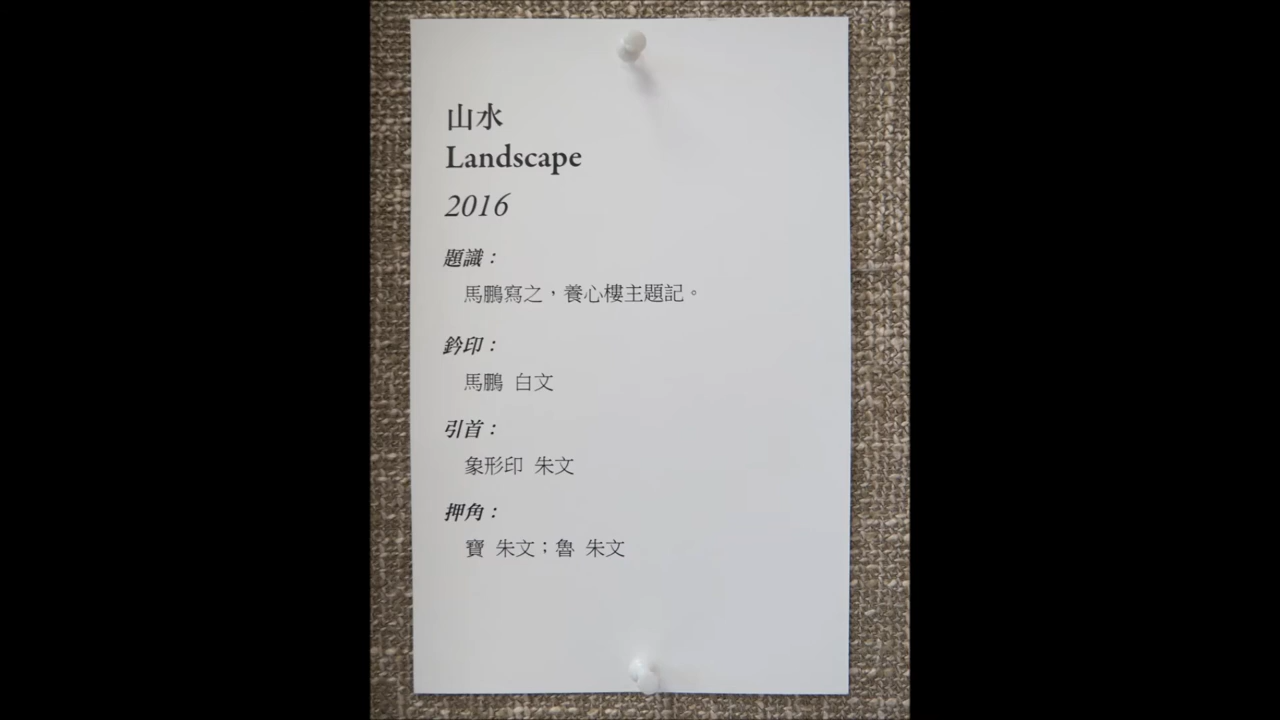 山水
Landscape
2016
題識：
馬鵬寫之，養心樓主題記。
鈐印：
馬鵬 白文
引首：
象形印 朱文
押角：
寶 朱文；魯 朱文